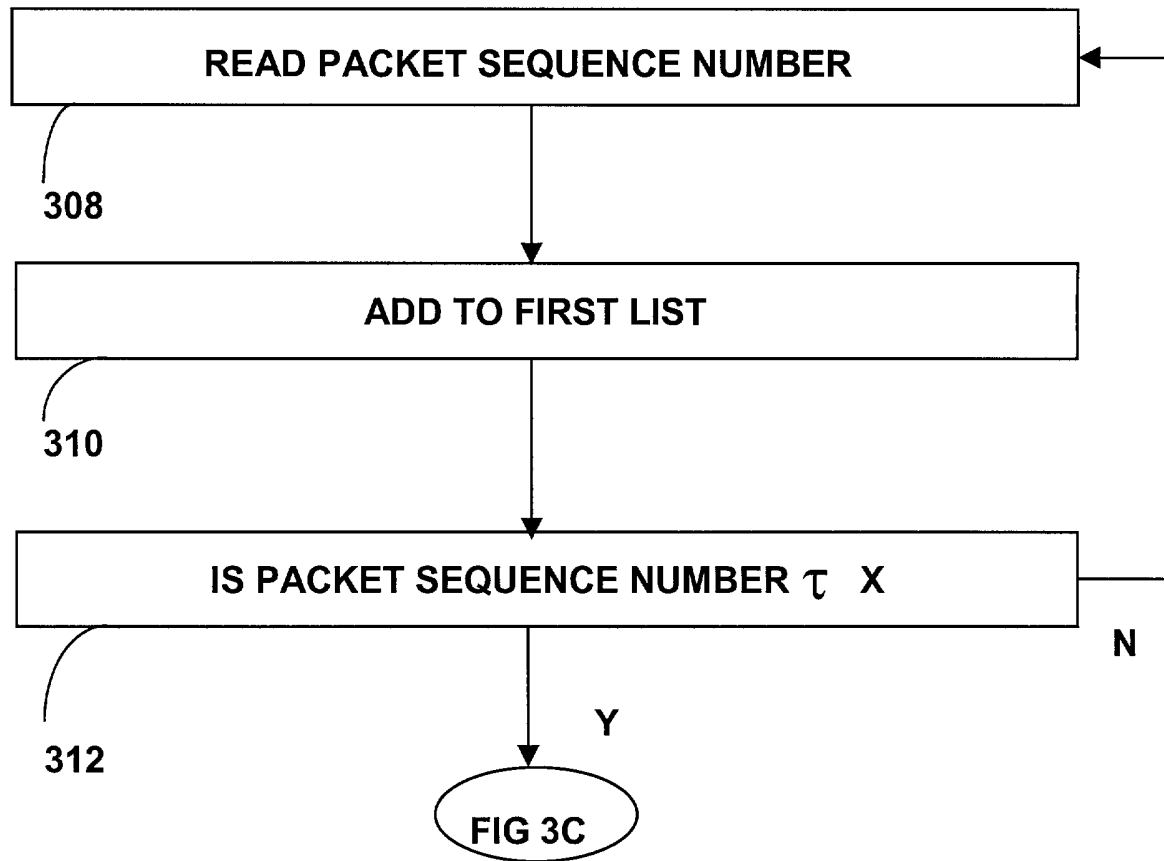 READ PACKET SEQUENCE NUMBER
308
ADD TO FIRST LIST
310
IS PACKET SEQUENCE NUMBER τ X
N
312
Y
FIG 3C